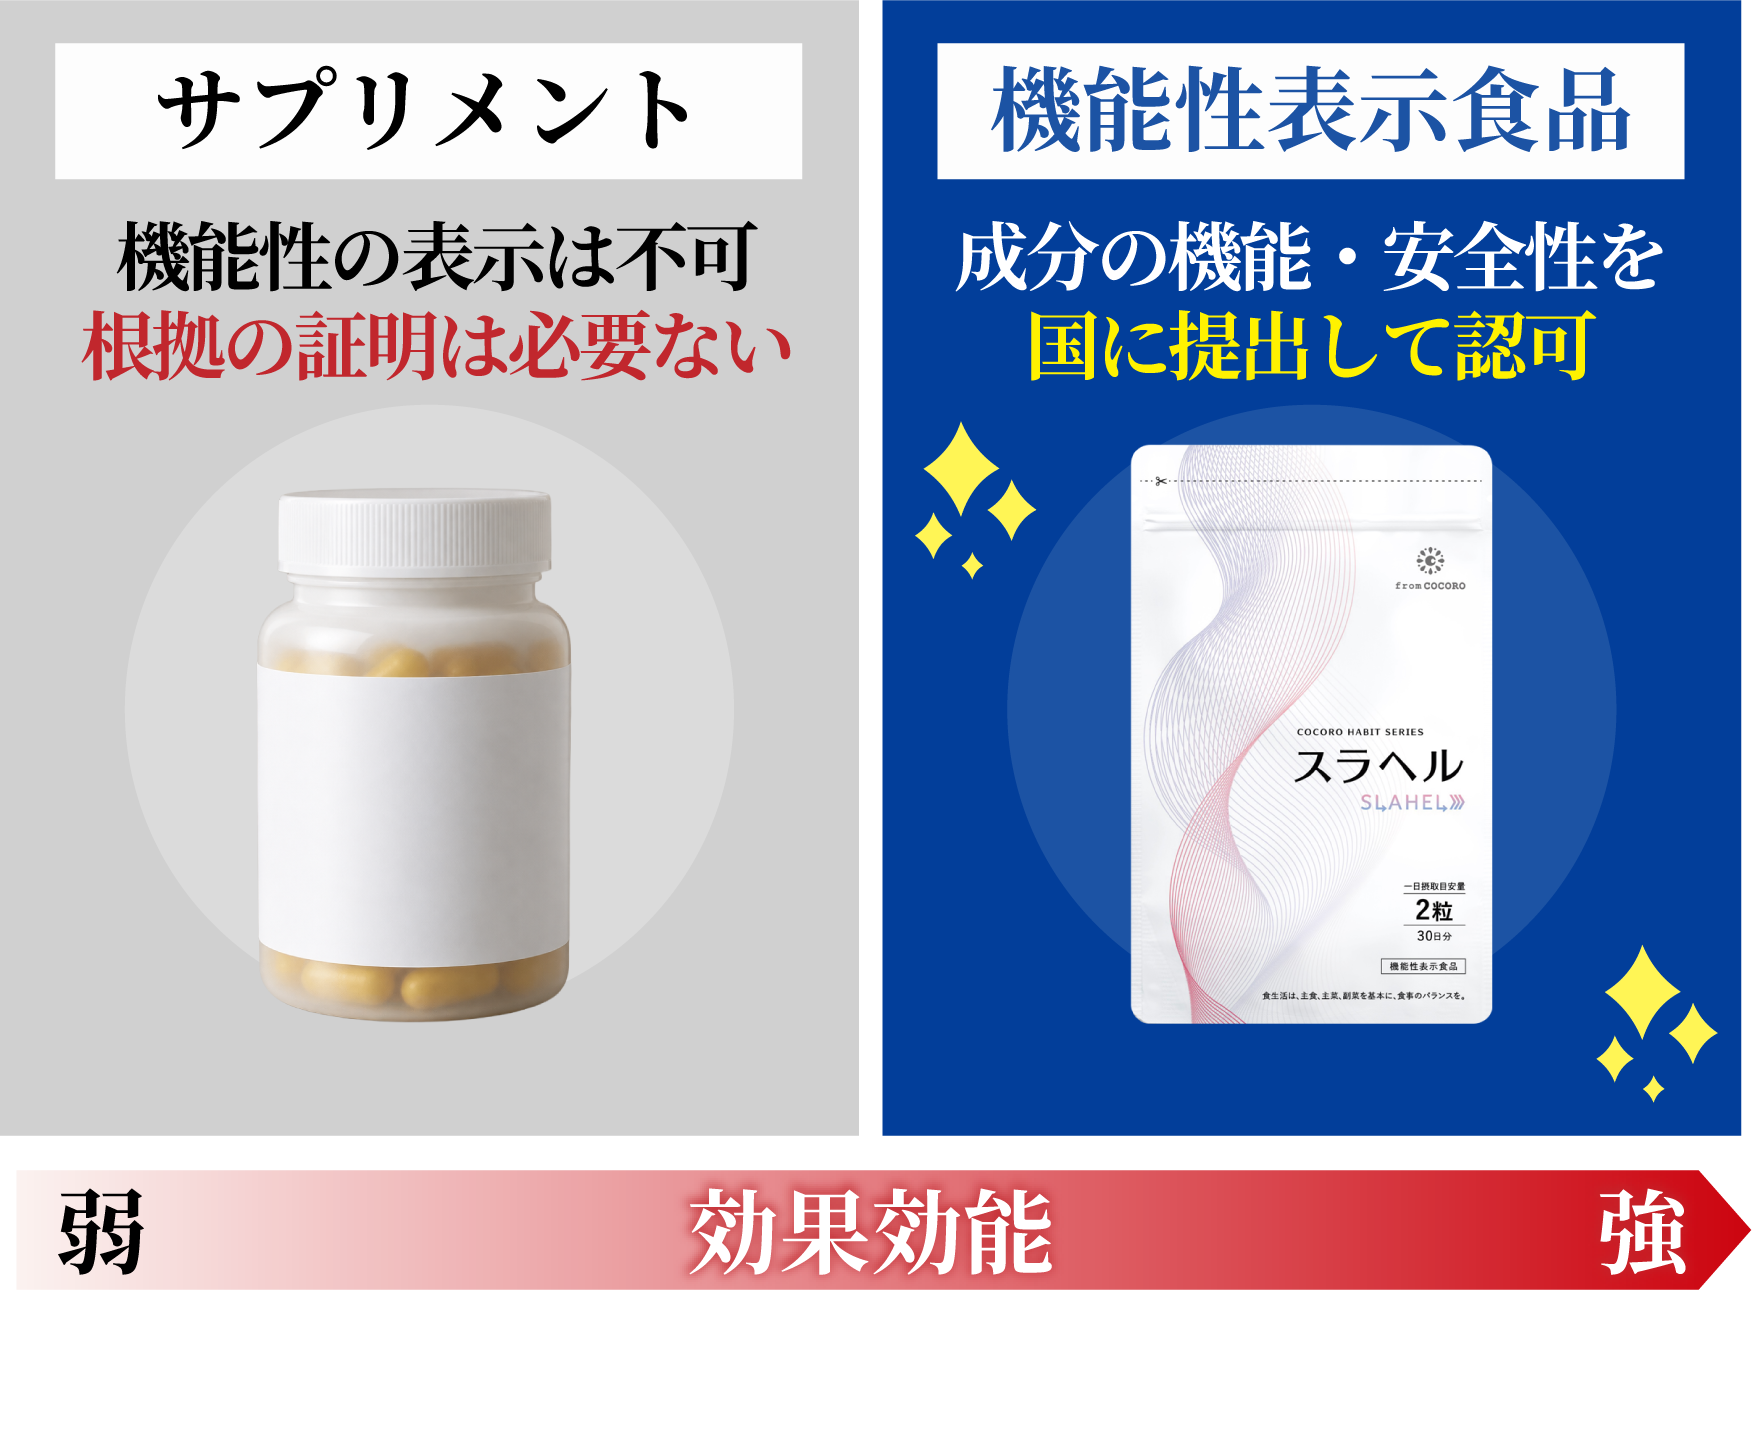 サプリメント
機能性の表示は不可
根拠の証明は必要ない
機能性表示食品
成分の機能・安全性を
国に提出して認可
from COCORO
COCORO HABIT SERIES
スラヘル
SLAHEL
一日摂取目安量
2粒
30日分
機能性表示食品
食生活は、主食、主菜、副菜を基本に、食事のバランスを。
弱 効果効能 強